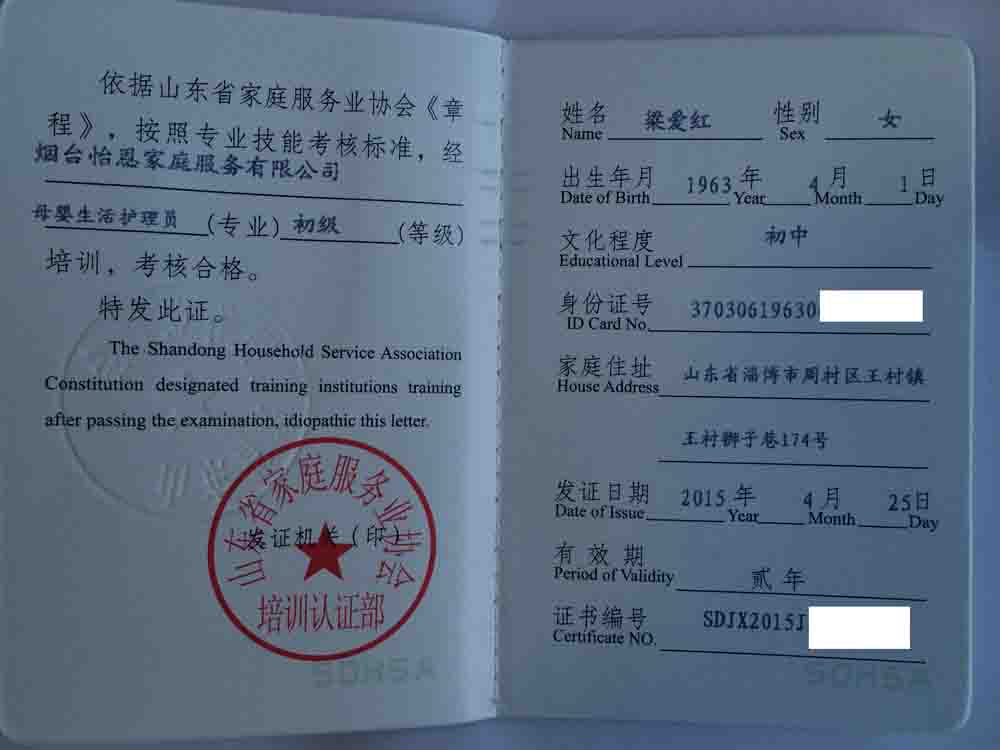 依据山东省家庭服务业协会《章
程》，按照专业技能考核标准，经
烟台怡恩家庭服务有限公司
母婴生活护理员 (专业) 初级 (等级)
培训，考核合格。
特发此证。
The Shandong Household Service Association
Constitution designated training institutions training
after passing the examination, idiopathic this letter.
发证机关（印）
山东省家庭服务业协会
培训认证部
SDHSA
姓名 梁爱红 性别 女
Name Sex
出生年月 1963 年 4 月 1 日
Date of Birth Year Month Day
文化程度 初中
Educational Level
身份证号 37030619630
ID Card No.
家庭住址 山东省淄博市周村区王村镇
House Address
王村狮子巷174号
发证日期 2015 年 4 月 25日
Date of Issue Year Month Day
有效期 贰年
Period of Validity
证书编号 SDJX2015J
Certificate NO.
SDHSA